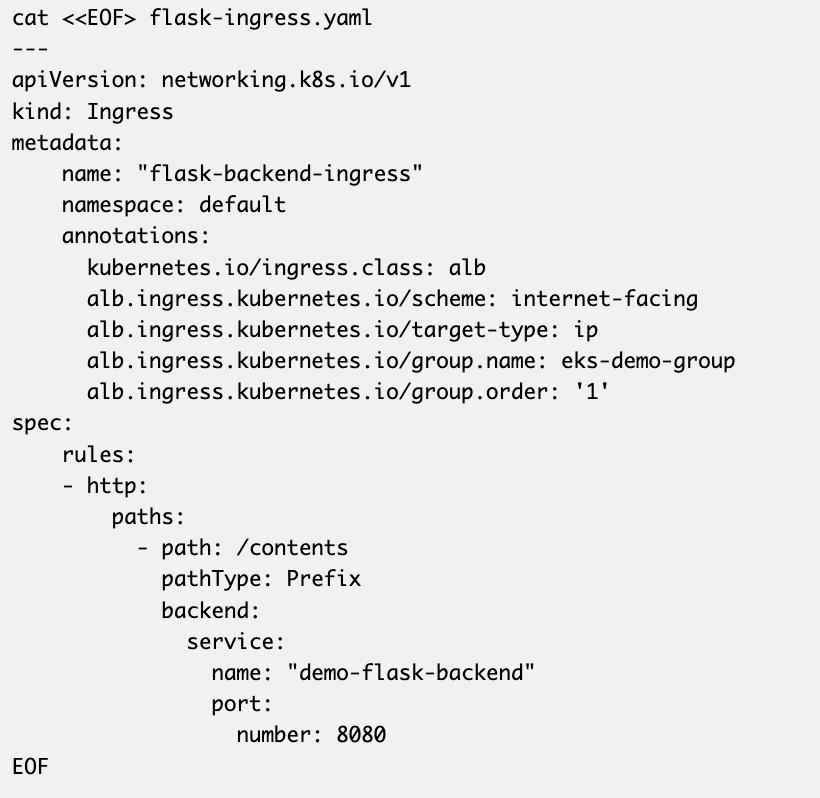 cat <<EOF> flask-ingress.yaml
---
apiVersion: networking.k8s.io/v1
kind: Ingress
metadata:
    name: "flask-backend-ingress"
    namespace: default
    annotations:
      kubernetes.io/ingress.class: alb
      alb.ingress.kubernetes.io/scheme: internet-facing
      alb.ingress.kubernetes.io/target-type: ip
      alb.ingress.kubernetes.io/group.name: eks-demo-group
      alb.ingress.kubernetes.io/group.order: '1'
spec:
    rules:
    - http:
        paths:
          - path: /contents
            pathType: Prefix
            backend:
              service:
                name: "demo-flask-backend"
                port:
                  number: 8080
EOF